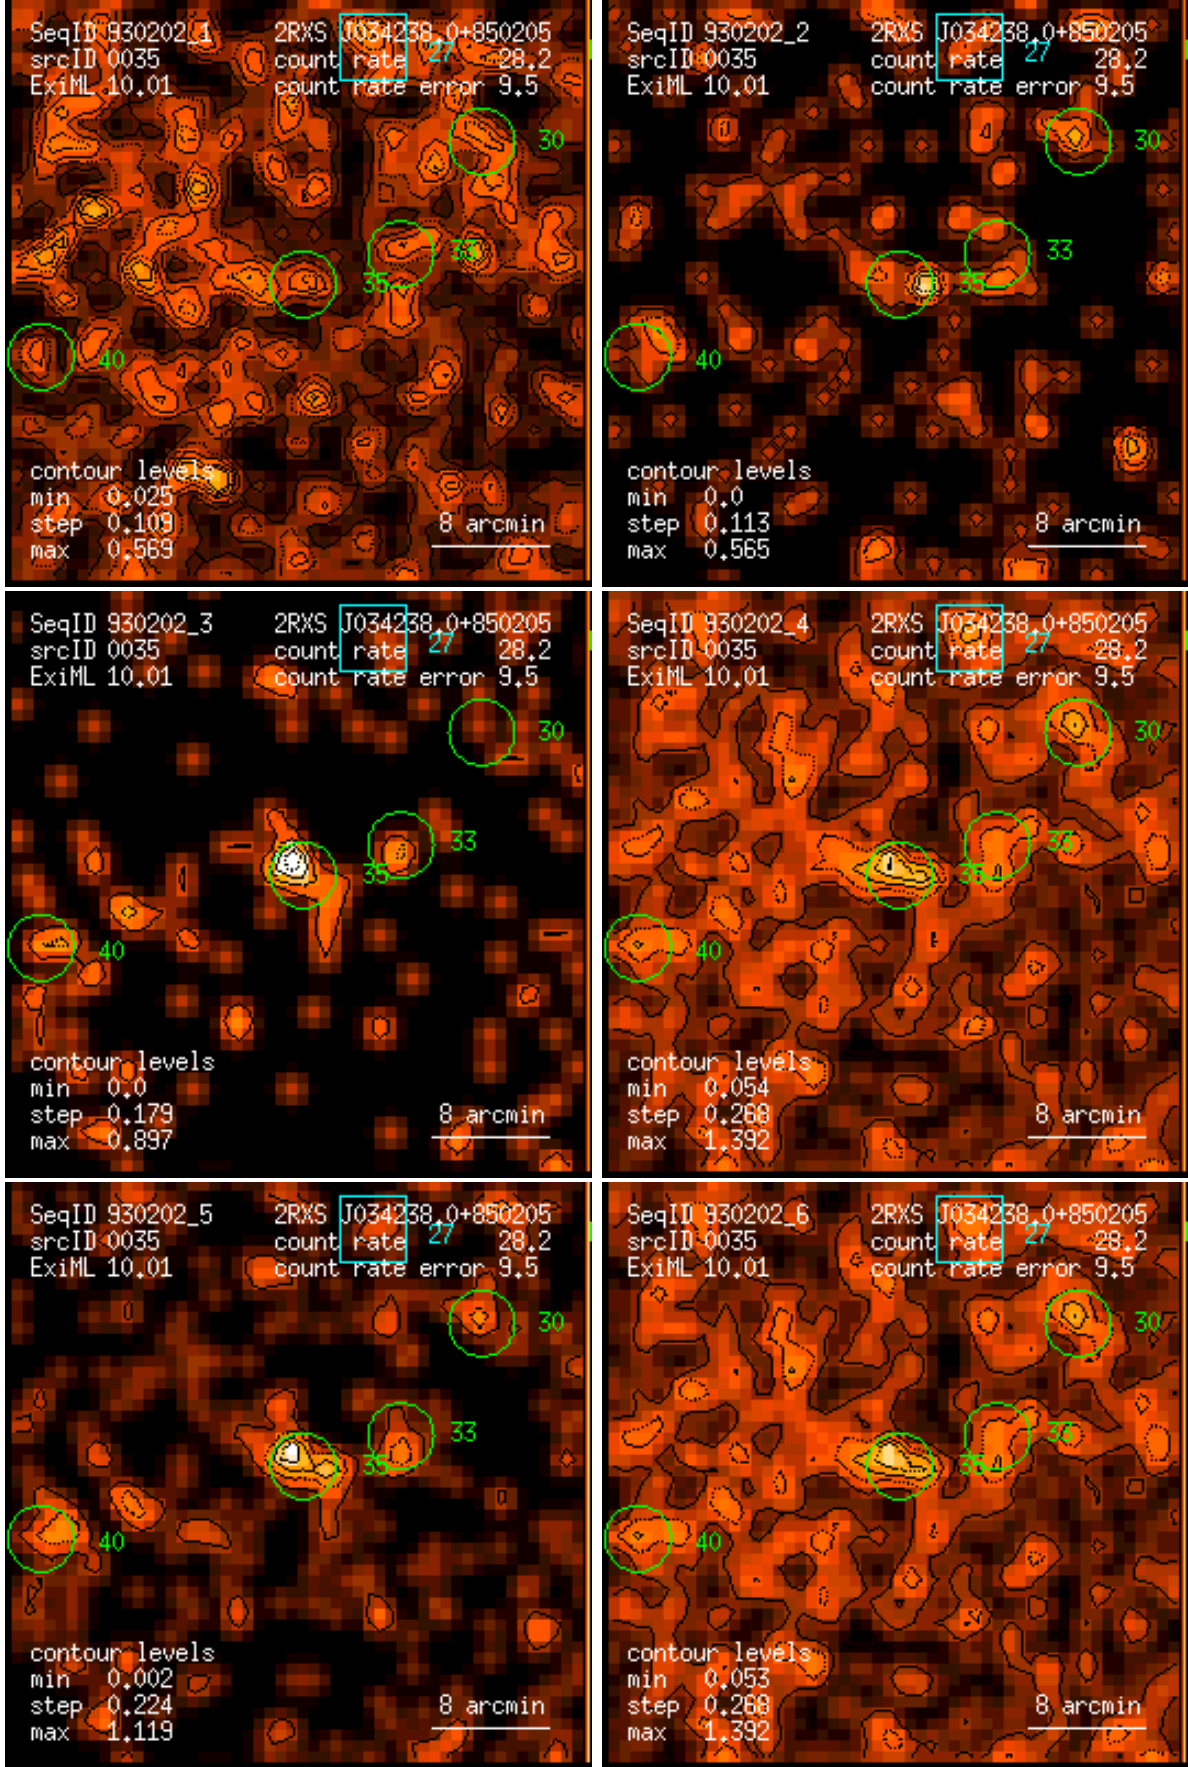 SeqID 930202_1 2RXS J034238.0+850205
srcID 0035 count rate 27 28.2
ExiML 10.01 count rate error 9.5
30
33
35
40
contour levels
min 0.025
step 0.109 8 arcmin
max 0.569
SeqID 930202_2 2RXS J034238.0+850205
srcID 0035 count rate 27 28.2
ExiML 10.01 count rate error 9.5
30
33
35
40
contour levels
min 0.0
step 0.113 8 arcmin
max 0.565
SeqID 930202_3 2RXS J034238.0+850205
srcID 0035 count rate 27 28.2
ExiML 10.01 count rate error 9.5
30
33
35
40
contour levels
min 0.0
step 0.179 8 arcmin
max 0.897
SeqID 930202_4 2RXS J034238.0+850205
srcID 0035 count rate 27 28.2
ExiML 10.01 count rate error 9.5
30
33
35
40
contour levels
min 0.054
step 0.268 8 arcmin
max 1.392
SeqID 930202_5 2RXS J034238.0+850205
srcID 0035 count rate 27 28.2
ExiML 10.01 count rate error 9.5
30
33
35
40
contour levels
min 0.002
step 0.224 8 arcmin
max 1.119
SeqID 930202_6 2RXS J034238.0+850205
srcID 0035 count rate 27 28.2
ExiML 10.01 count rate error 9.5
30
33
35
40
contour levels
min 0.053
step 0.268 8 arcmin
max 1.392